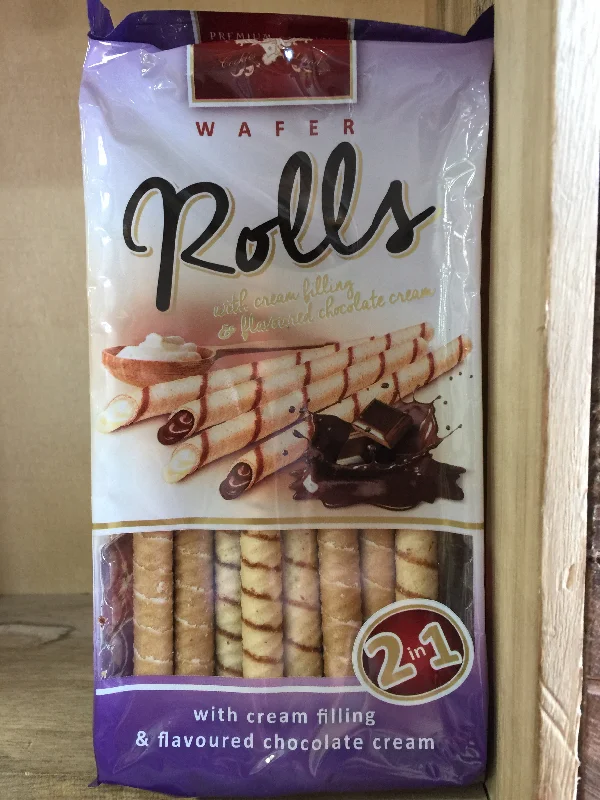 PREMIUM
WAFER
Rolls
with cream filling
& flavoured chocolate cream
2 in 1
with cream filling
& flavoured chocolate cream